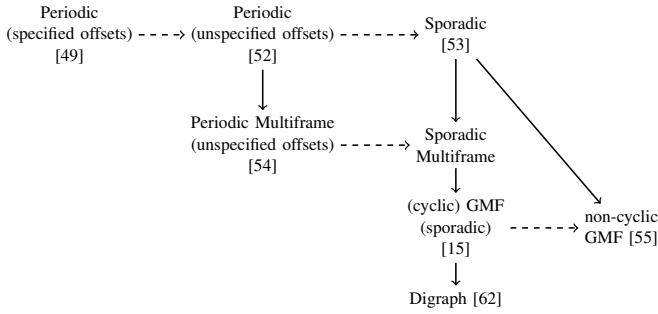 Periodic
(specified offsets)
[49]
Periodic
(unspecified offsets)
[52]
Sporadic
[53]
Periodic Multiframe
(unspecified offsets)
[54]
Sporadic
Multiframe
(cyclic) GMF
(sporadic)
[15]
non-cyclic
GMF [55]
Digraph [62]